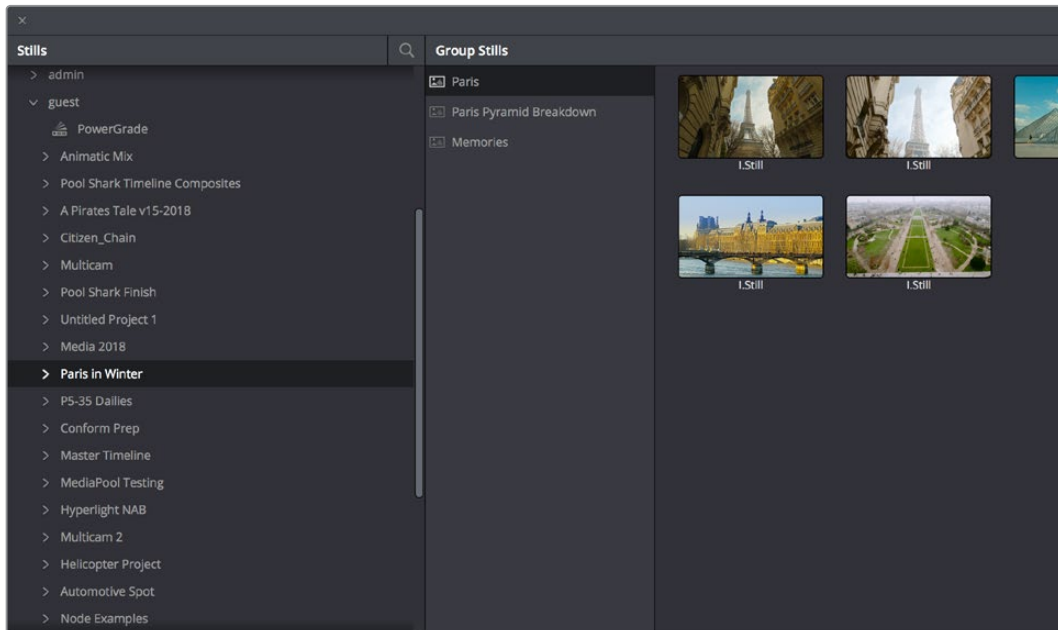 Stills
admin
guest
PowerGrade
Animatic Mix
Pool Shark Timeline Composites
A Pirates Tale v15-2018
Citizen_Chain
Multicam
Pool Shark Finish
Untitled Project 1
Media 2018
Paris in Winter
P5-35 Dailies
Conform Prep
Master Timeline
MediaPool Testing
Hyperlight NAB
Multicam 2
Helicopter Project
Automotive Spot
Node Examples
Group Stills
Paris
Paris Pyramid Breakdown
Memories
I.Still
I.Still
I.Still
I.Still